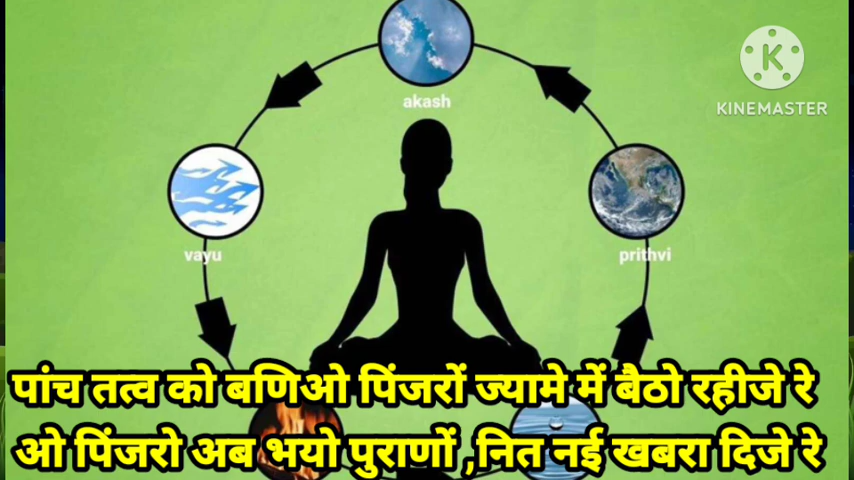 KINEMASTER
akash
vayu
prithvi
पांच तत्व को बणिओ पिंजरों ज्यामे में बैठो रहीजे रे
ओ पिंजरो अब भयो पुराणों ,नित नई खबरा दिजे रे